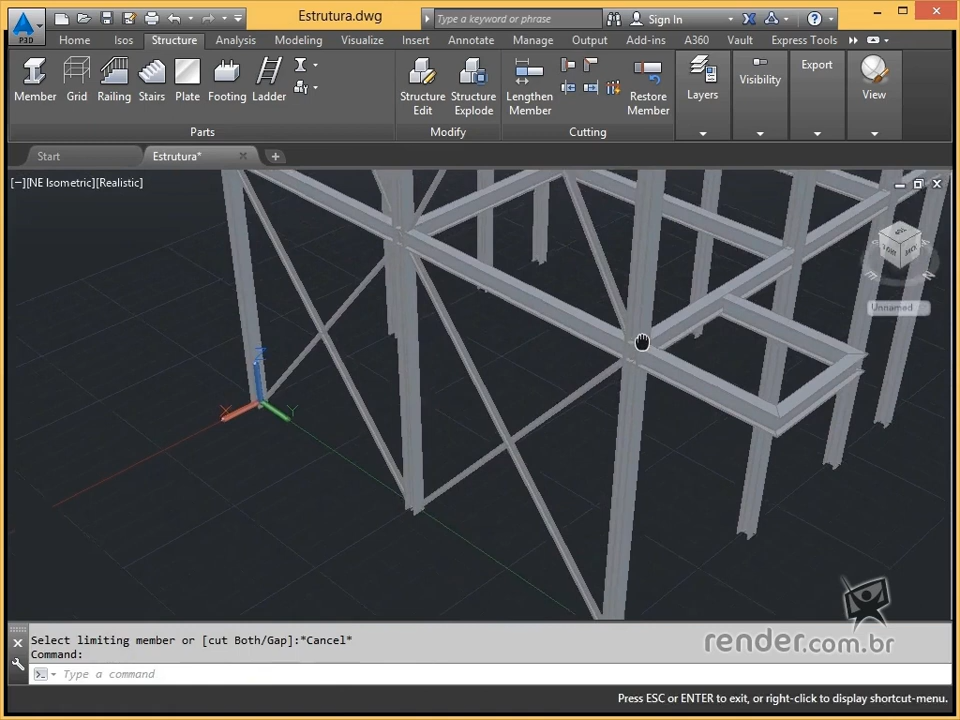 P3D
Estrutura.dwg
Type a keyword or phrase
Sign In
Home Isos Structure Analysis Modeling Visualize Insert Annotate Manage Output Add-ins A360 Vault Express Tools
Member Grid Railing Stairs Plate Footing Ladder
Structure Edit
Structure Explode
Lengthen Member
Restore Member
Layers
Visibility
Export
View
Parts Modify Cutting
Start Estrutura*
[−][NE Isometric][Realistic]
Unnamed
X Y Z
Select limiting member or [cut Both/Gap]:*Cancel*
Command:
Type a command
render.com.br
Press ESC or ENTER to exit, or right-click to display shortcut-menu.